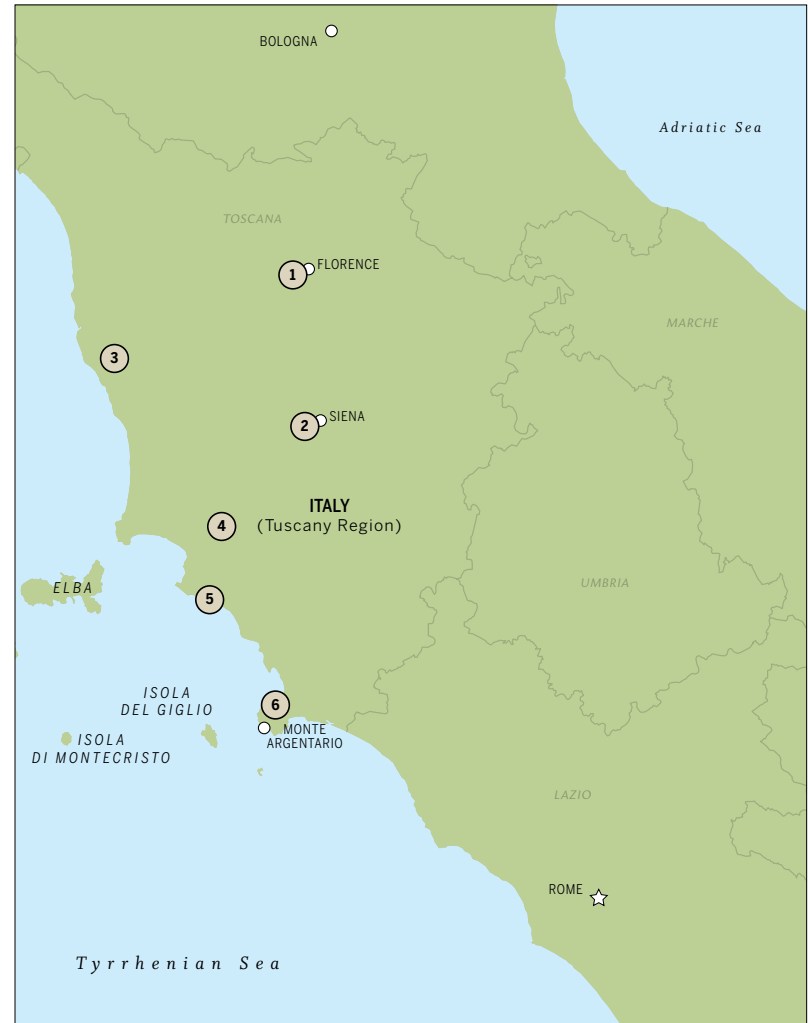 BOLOGNA
Adriatic Sea
TOSCANA
1
FLORENCE
MARCHE
3
2
SIENA
ITALY
(Tuscany Region)
4
ELBA
5
UMBRIA
ISOLA
DEL GIGLIO
6
MONTE
ARGENTARIO
ISOLA
DI MONTECRISTO
LAZIO
ROME
Tyrrhenian Sea